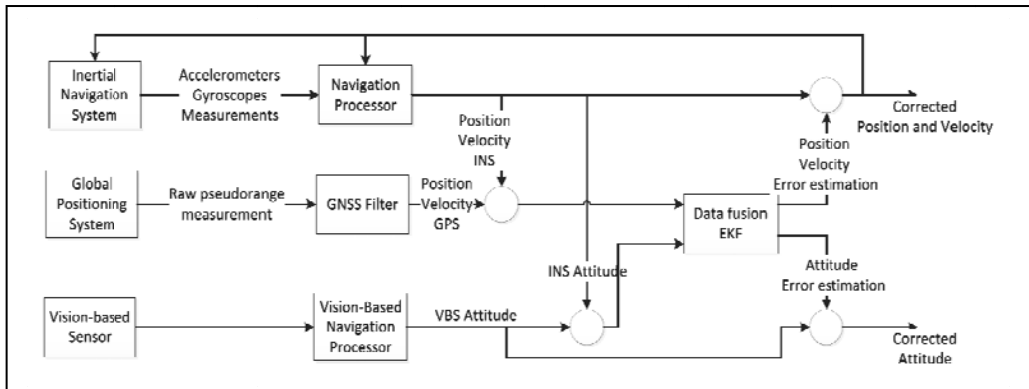 Inertial
Navigation
System
Accelerometers
Gyroscopes
Measurements
Navigation
Processor
Corrected
Position and Velocity
Position
Velocity
INS
Position
Velocity
Error estimation
Global
Positioning
System
Raw pseudorange
measurement
GNSS Filter
Position
Velocity
GPS
Data fusion
EKF
INS Attitude
Attitude
Error estimation
Vision-based
Sensor
Vision-Based
Navigation
Processor
VBS Attitude
Corrected
Attitude